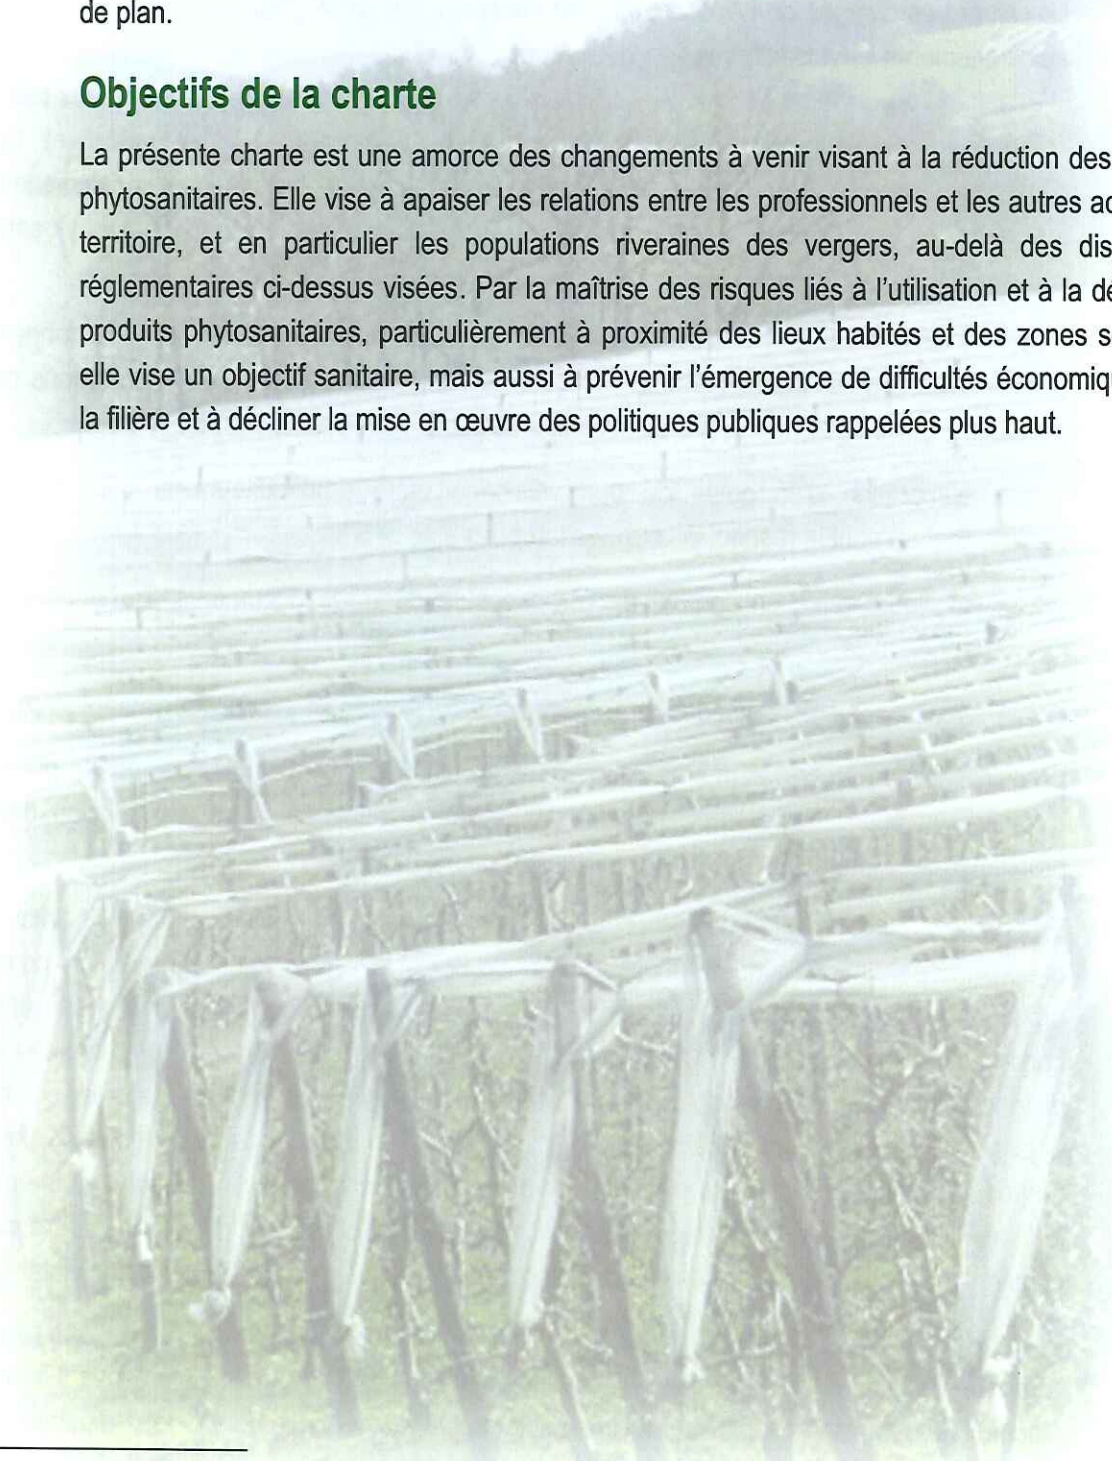 de plan.
Objectifs de la charte
La présente charte est une amorce des changements à venir visant à la réduction des
phytosanitaires. Elle vise à apaiser les relations entre les professionnels et les autres
territoire, et en particulier les populations riveraines des vergers, au-delà des
réglementaires ci-dessus visées. Par la maîtrise des risques liés à l'utilisation et à la
produits phytosanitaires, particulièrement à proximité des lieux habités et des zones
elle vise un objectif sanitaire, mais aussi à prévenir l'émergence de difficultés
la filière et à décliner la mise en œuvre des politiques publiques rappelées plus haut.